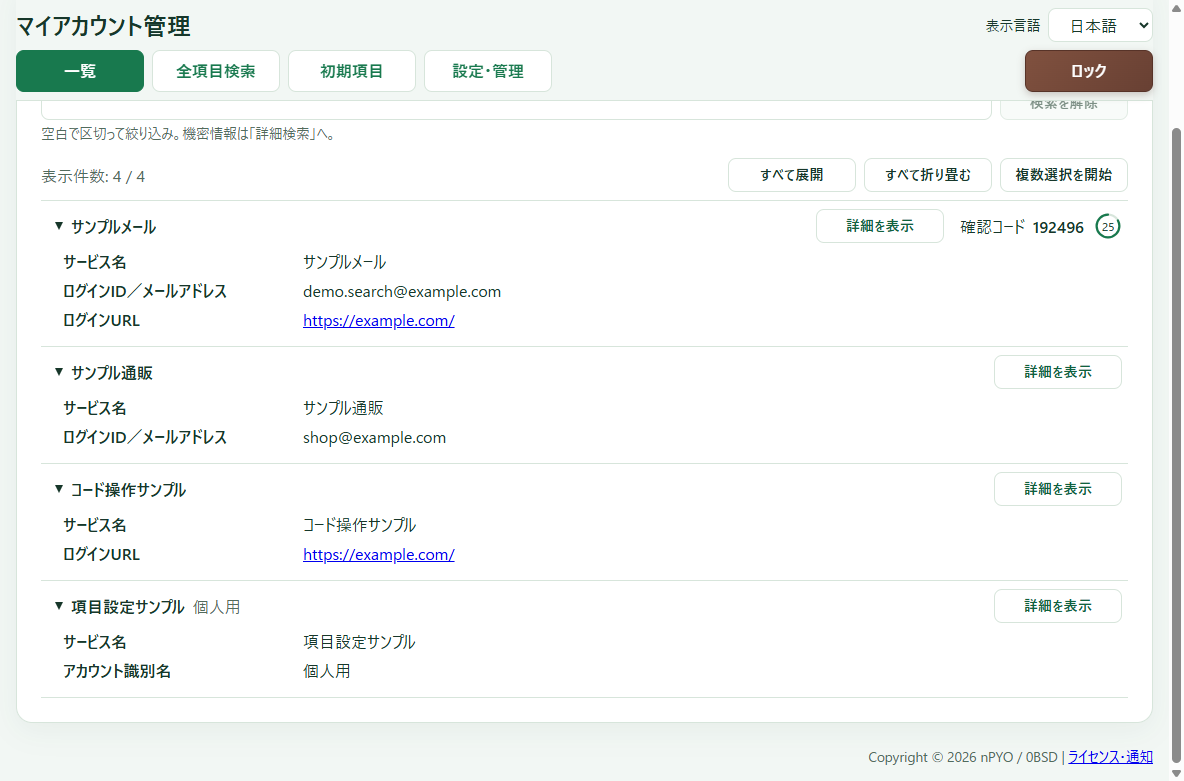 マイアカウント管理
表示言語 日本語
一覧 全項目検索 初期項目 設定・管理 ロック
検索を解除
空白で区切って絞り込み。機密情報は「詳細検索」へ。
表示件数: 4 / 4 すべて展開 すべて折り畳む 複数選択を開始
▼ サンプルメール 詳細を表示 確認コード 192496 25
サービス名 サンプルメール
ログインID／メールアドレス demo.search@example.com
ログインURL https://example.com/
▼ サンプル通販 詳細を表示
サービス名 サンプル通販
ログインID／メールアドレス shop@example.com
▼ コード操作サンプル 詳細を表示
サービス名 コード操作サンプル
ログインURL https://example.com/
▼ 項目設定サンプル 個人用 詳細を表示
サービス名 項目設定サンプル
アカウント識別名 個人用
Copyright © 2026 nPYO / 0BSD | ライセンス・通知